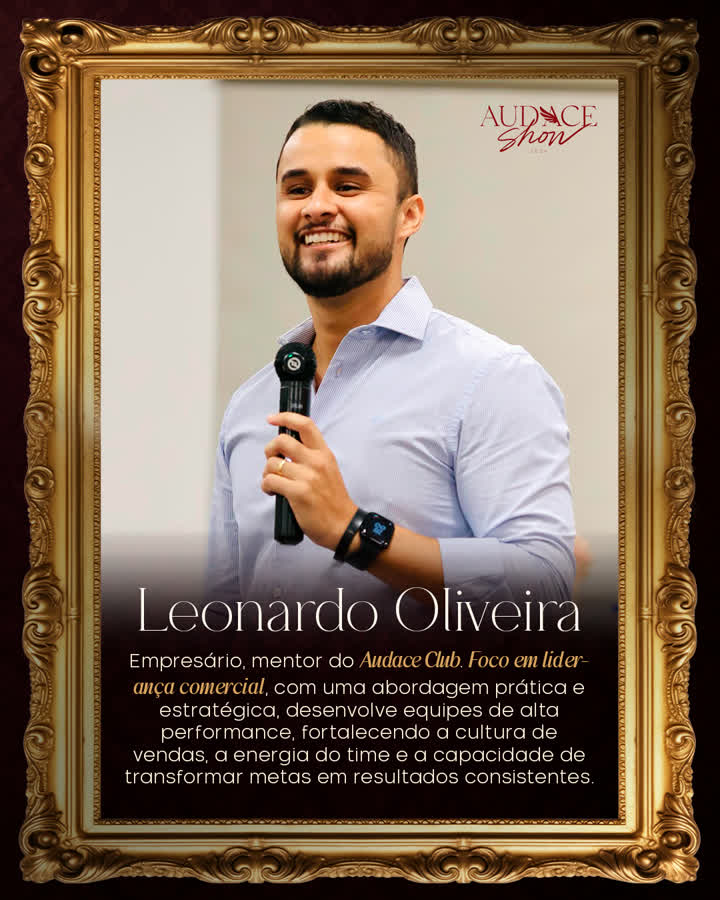 AUDACE
Show
Leonardo Oliveira
Empresário, mentor do Audace Club. Foco em lider-
ança comercial, com uma abordagem prática e
estratégica, desenvolve equipes de alta
performance, fortalecendo a cultura de
vendas, a energia do time e a capacidade de
transformar metas em resultados consistentes.